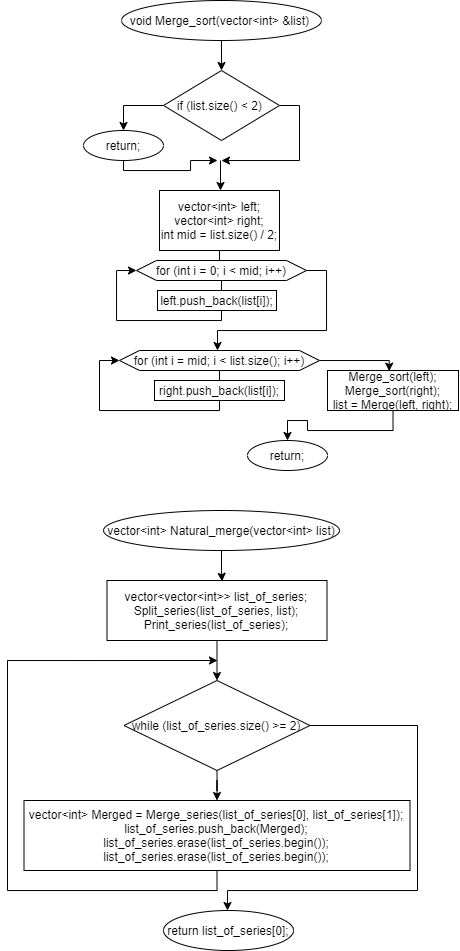 void Merge_sort(vector<int> &list)
if (list.size() < 2)
return;
vector<int> left;
vector<int> right;
int mid = list.size() / 2;
for (int i = 0; i < mid; i++)
left.push_back(list[i]);
for (int i = mid; i < list.size(); i++)
right.push_back(list[i]);
Merge_sort(left);
Merge_sort(right);
list = Merge(left, right);
return;
vector<int> Natural_merge(vector<int> list)
vector<vector<int>> list_of_series;
Split_series(list_of_series, list);
Print_series(list_of_series);
while (list_of_series.size() >= 2)
vector<int> Merged = Merge_series(list_of_series[0], list_of_series[1]);
list_of_series.push_back(Merged);
list_of_series.erase(list_of_series.begin());
list_of_series.erase(list_of_series.begin());
return list_of_series[0];